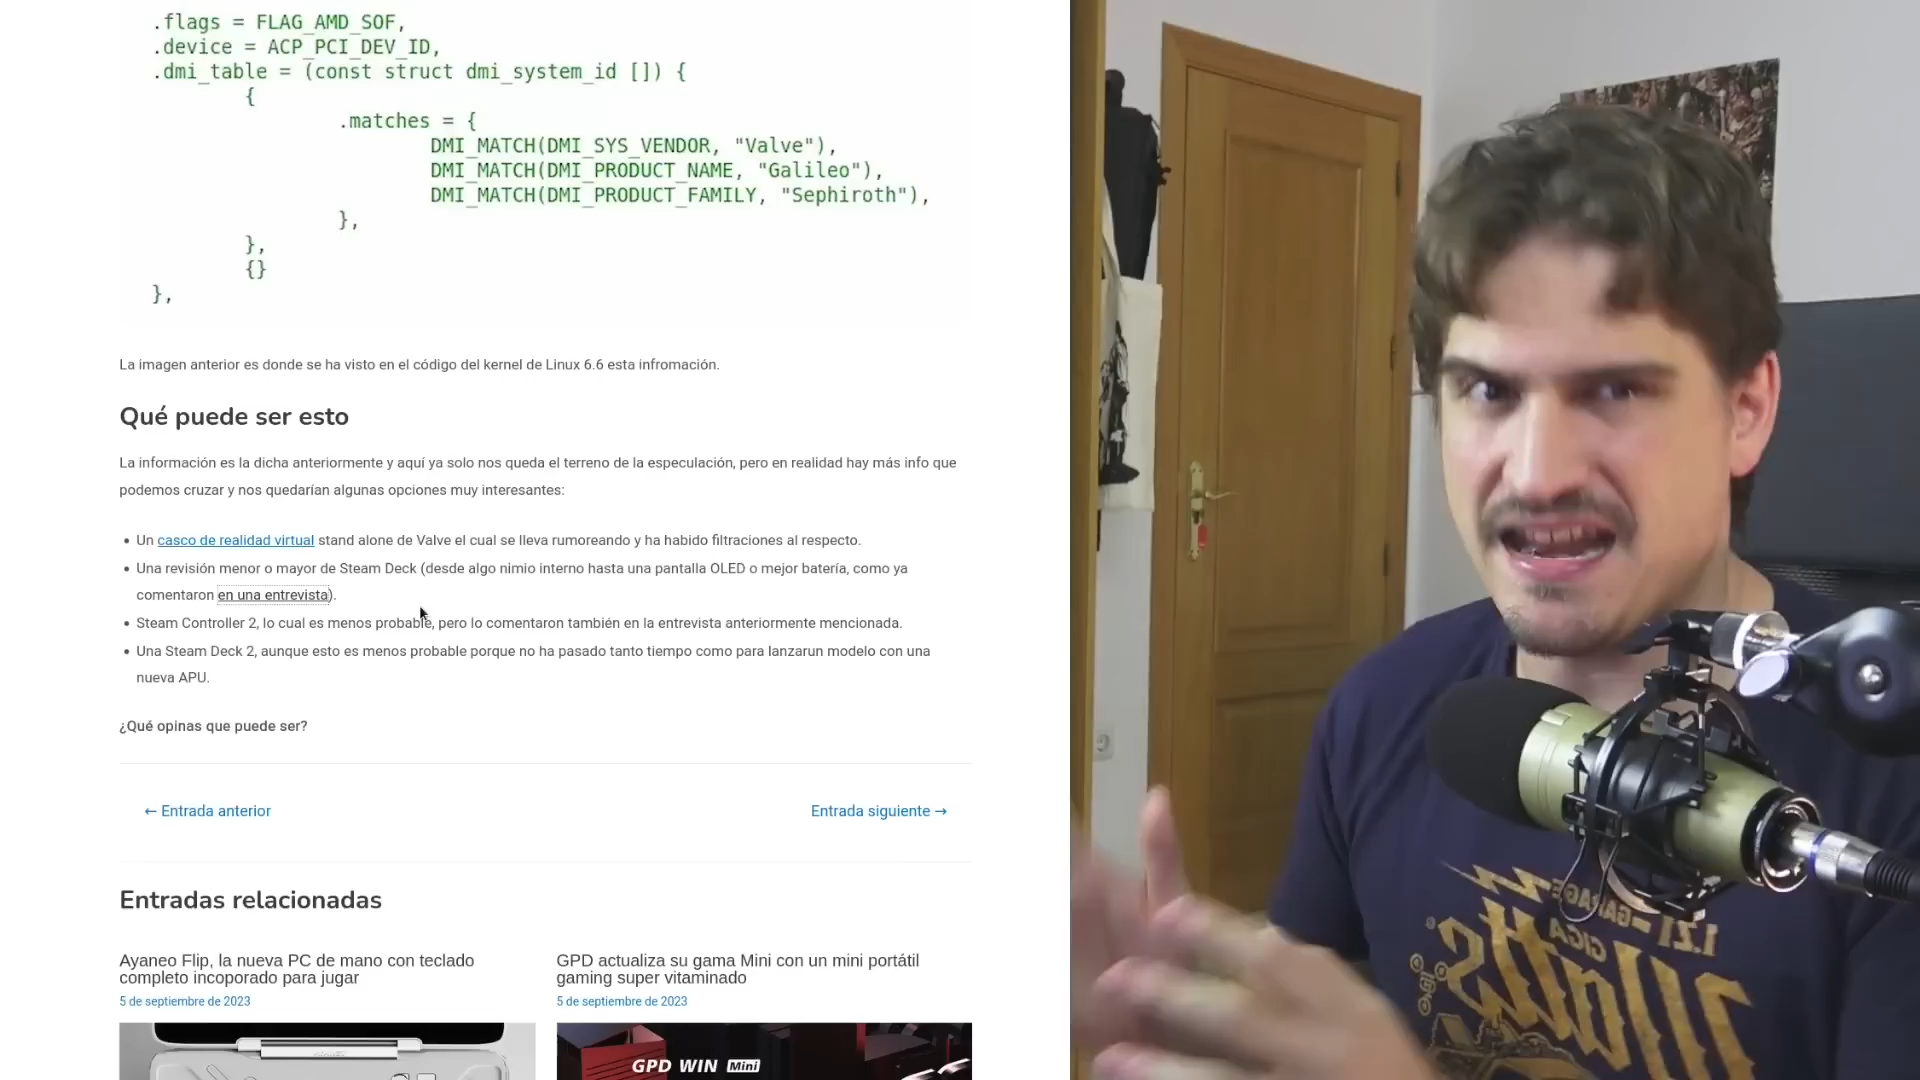 .flags = FLAG_AMD_SOF,
.device = ACP_PCI_DEV_ID,
.dmi_table = (const struct dmi_system_id []) {
{
.matches = {
DMI_MATCH(DMI_SYS_VENDOR, "Valve"),
DMI_MATCH(DMI_PRODUCT_NAME, "Galileo"),
DMI_MATCH(DMI_PRODUCT_FAMILY, "Sephiroth"),
},
},
{}
},
La imagen anterior es donde se ha visto en el código del kernel de Linux 6.6 esta infromación.
Qué puede ser esto
La información es la dicha anteriormente y aquí ya solo nos queda el terreno de la especulación, pero en realidad hay más info que
podemos cruzar y nos quedarían algunas opciones muy interesantes:
• Un casco de realidad virtual stand alone de Valve el cual se lleva rumoreando y ha habido filtraciones al respecto.
• Una revisión menor o mayor de Steam Deck (desde algo nimio interno hasta una pantalla OLED o mejor batería, como ya
comentaron en una entrevista).
• Steam Controller 2, lo cual es menos probable, pero lo comentaron también en la entrevista anteriormente mencionada.
• Una Steam Deck 2, aunque esto es menos probable porque no ha pasado tanto tiempo como para lanzarun modelo con una
nueva APU.
¿Qué opinas que puede ser?
← Entrada anterior
Entrada siguiente →
Entradas relacionadas
Ayaneo Flip, la nueva PC de mano con teclado
completo incoporado para jugar
5 de septiembre de 2023
GPD actualiza su gama Mini con un mini portátil
gaming super vitaminado
5 de septiembre de 2023
GPD WIN Mini
1.21 GIGA
GARAGE
Watts